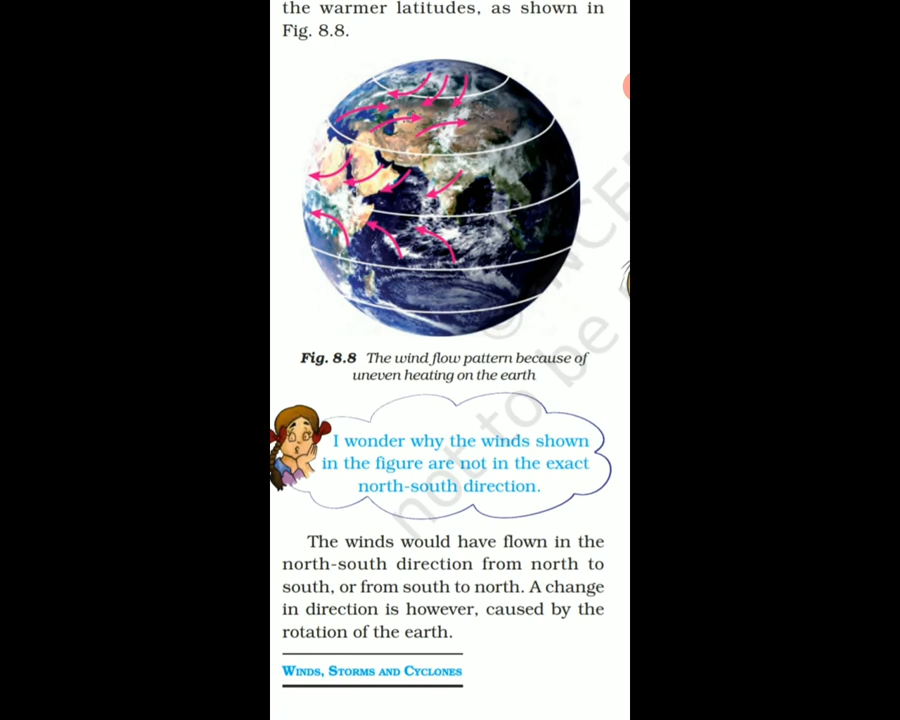 the warmer latitudes, as shown in
Fig. 8.8.
Fig. 8.8 The wind flow pattern because of
uneven heating on the earth
I wonder why the winds shown
in the figure are not in the exact
north-south direction.
The winds would have flown in the
north-south direction from north to
south, or from south to north. A change
in direction is however, caused by the
rotation of the earth.
WINDS, STORMS AND CYCLONES
not to be